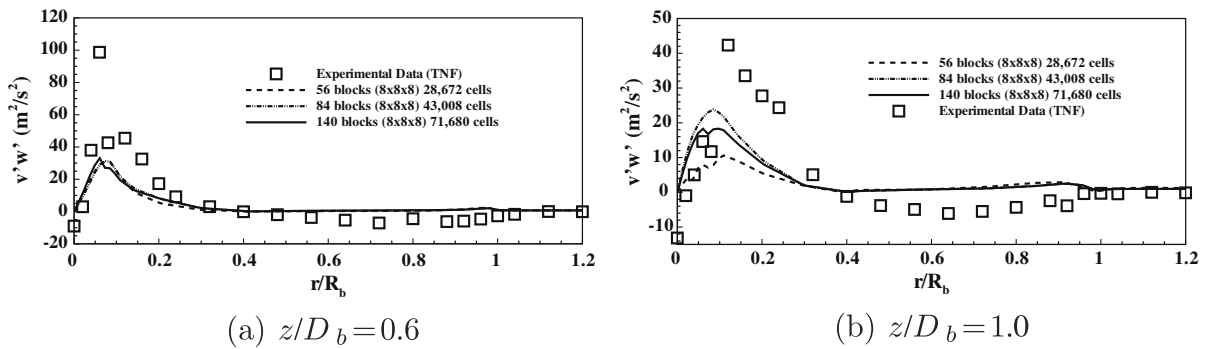 120
100
80
60
40
20
0
-20
v'w' (m²/s²)
Experimental Data (TNF)
56 blocks (8x8x8) 28,672 cells
84 blocks (8x8x8) 43,008 cells
140 blocks (8x8x8) 71,680 cells
0 0.2 0.4 0.6 0.8 1 1.2
r/R_b
(a) z/D_b=0.6
50
40
30
20
10
0
-10
v'w' (m²/s²)
56 blocks (8x8x8) 28,672 cells
84 blocks (8x8x8) 43,008 cells
140 blocks (8x8x8) 71,680 cells
Experimental Data (TNF)
0 0.2 0.4 0.6 0.8 1 1.2
r/R_b
(b) z/D_b=1.0